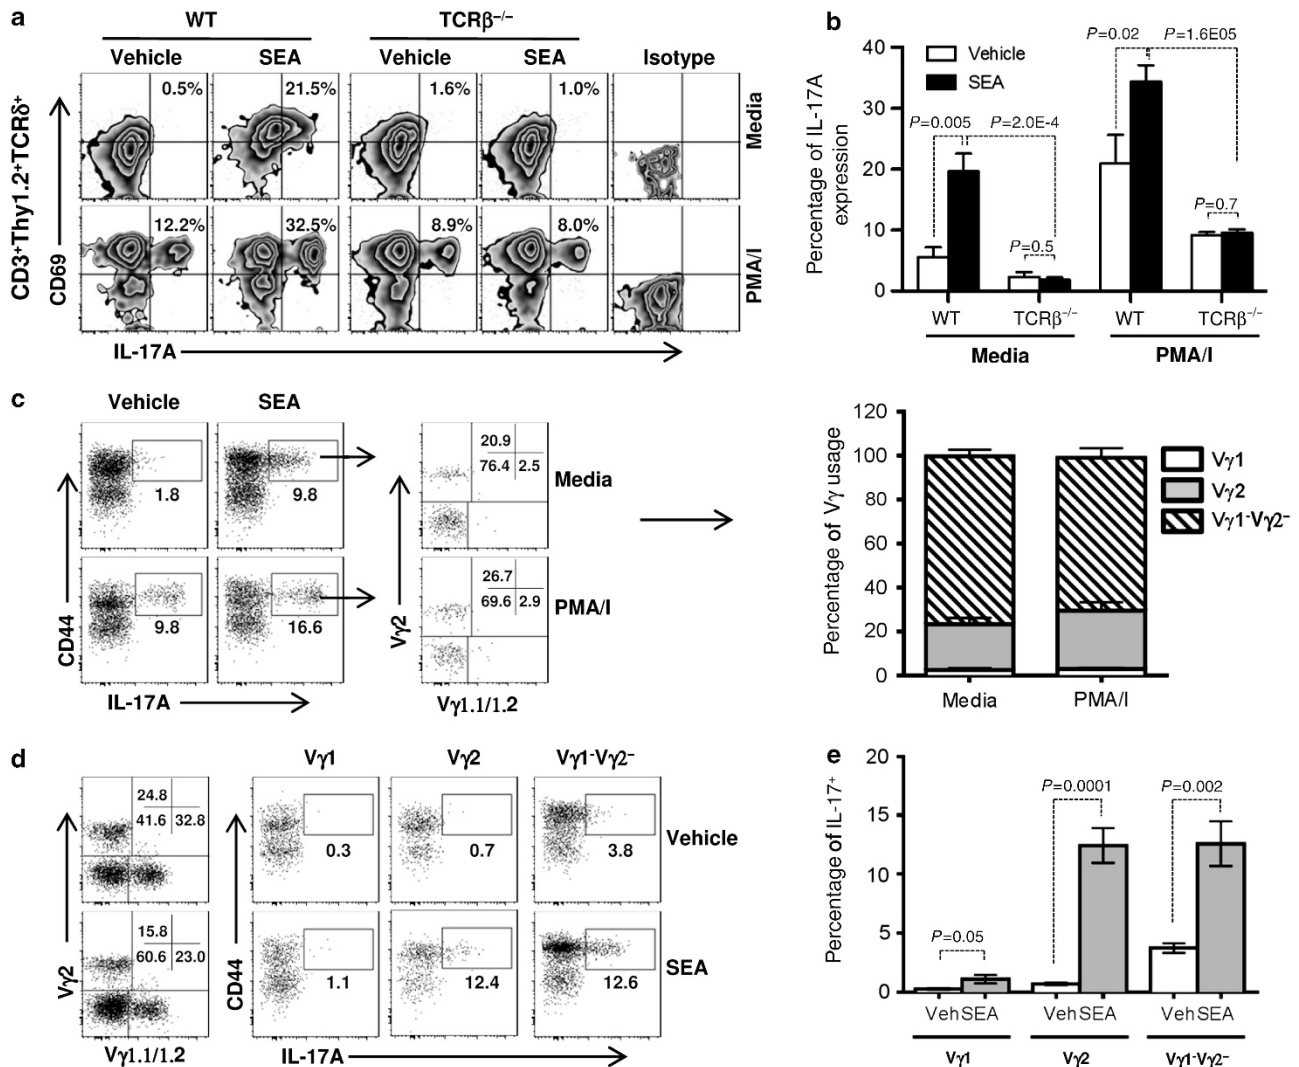 a
WT
TCRβ–/–
Vehicle
SEA
Vehicle
SEA
Isotype
0.5%
21.5%
1.6%
1.0%
Media
12.2%
32.5%
8.9%
8.0%
PMA/I
CD3+Thy1.2+TCRδ+
CD69
IL-17A
b
Percentage of IL-17A
expression
40
30
20
10
0
Vehicle
SEA
P=0.005
P=2.0E-4
P=0.5
P=0.02
P=1.6E05
P=0.7
WT
TCRβ–/–
WT
TCRβ–/–
Media
PMA/I
c
Vehicle
SEA
1.8
9.8
20.9
76.4
2.5
Media
9.8
16.6
26.7
69.6
2.9
PMA/I
CD44
IL-17A
Vγ2
Vγ1.1/1.2
Percentage of Vγ usage
120
100
80
60
40
20
0
Media
PMA/I
Vγ1
Vγ2
Vγ1-Vγ2–
d
Vγ1
Vγ2
Vγ1-Vγ2–
24.8
41.6
32.8
0.3
0.7
3.8
Vehicle
15.8
60.6
23.0
1.1
12.4
12.6
SEA
Vγ2
Vγ1.1/1.2
CD44
IL-17A
e
Percentage of IL-17+
20
15
10
5
0
P=0.05
P=0.0001
P=0.002
Veh SEA
Veh SEA
Veh SEA
Vγ1
Vγ2
Vγ1-Vγ2–